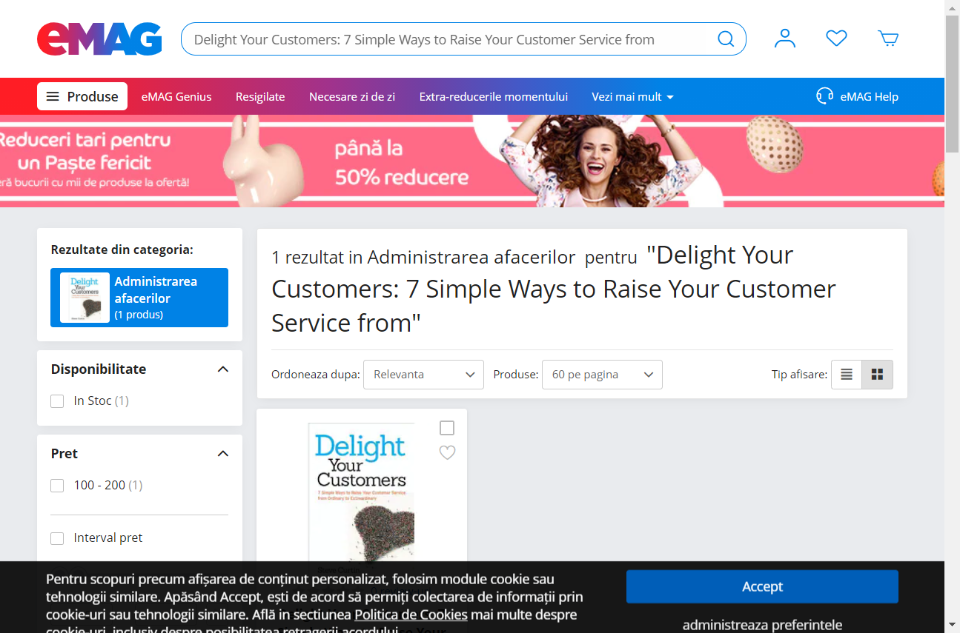 eMAG
Delight Your Customers: 7 Simple Ways to Raise Your Customer Service from
Produse
eMAG Genius
Resigilate
Necesare zi de zi
Extra-reducerile momentului
Vezi mai mult
eMAG Help
Reduceri tari pentru
un Paște fericit
bucurii cu mii de produse la ofertă!
până la
50% reducere
Rezultate din categoria:
Delight
Your
Customers
Administrarea
afacerilor
(1 produs)
Disponibilitate
In Stoc (1)
Pret
100 - 200 (1)
Interval pret
1 rezultat in Administrarea afacerilor pentru "Delight Your
Customers: 7 Simple Ways to Raise Your Customer
Service from"
Ordoneaza dupa: Relevanta
Produse: 60 pe pagina
Tip afisare:
Delight
Your
Customers
7 Simple Ways to Raise Your Customer Service
from Ordinary to Extraordinary
Pentru scopuri precum afișarea de conținut personalizat, folosim module cookie sau
tehnologii similare. Apăsând Accept, ești de acord să permiți colectarea de informații prin
cookie-uri sau tehnologii similare. Află in sectiunea Politica de Cookies mai multe despre
cookie-uri, inclusiv despre posibilitatea retragerii acordului.
Accept
administreaza preferintele